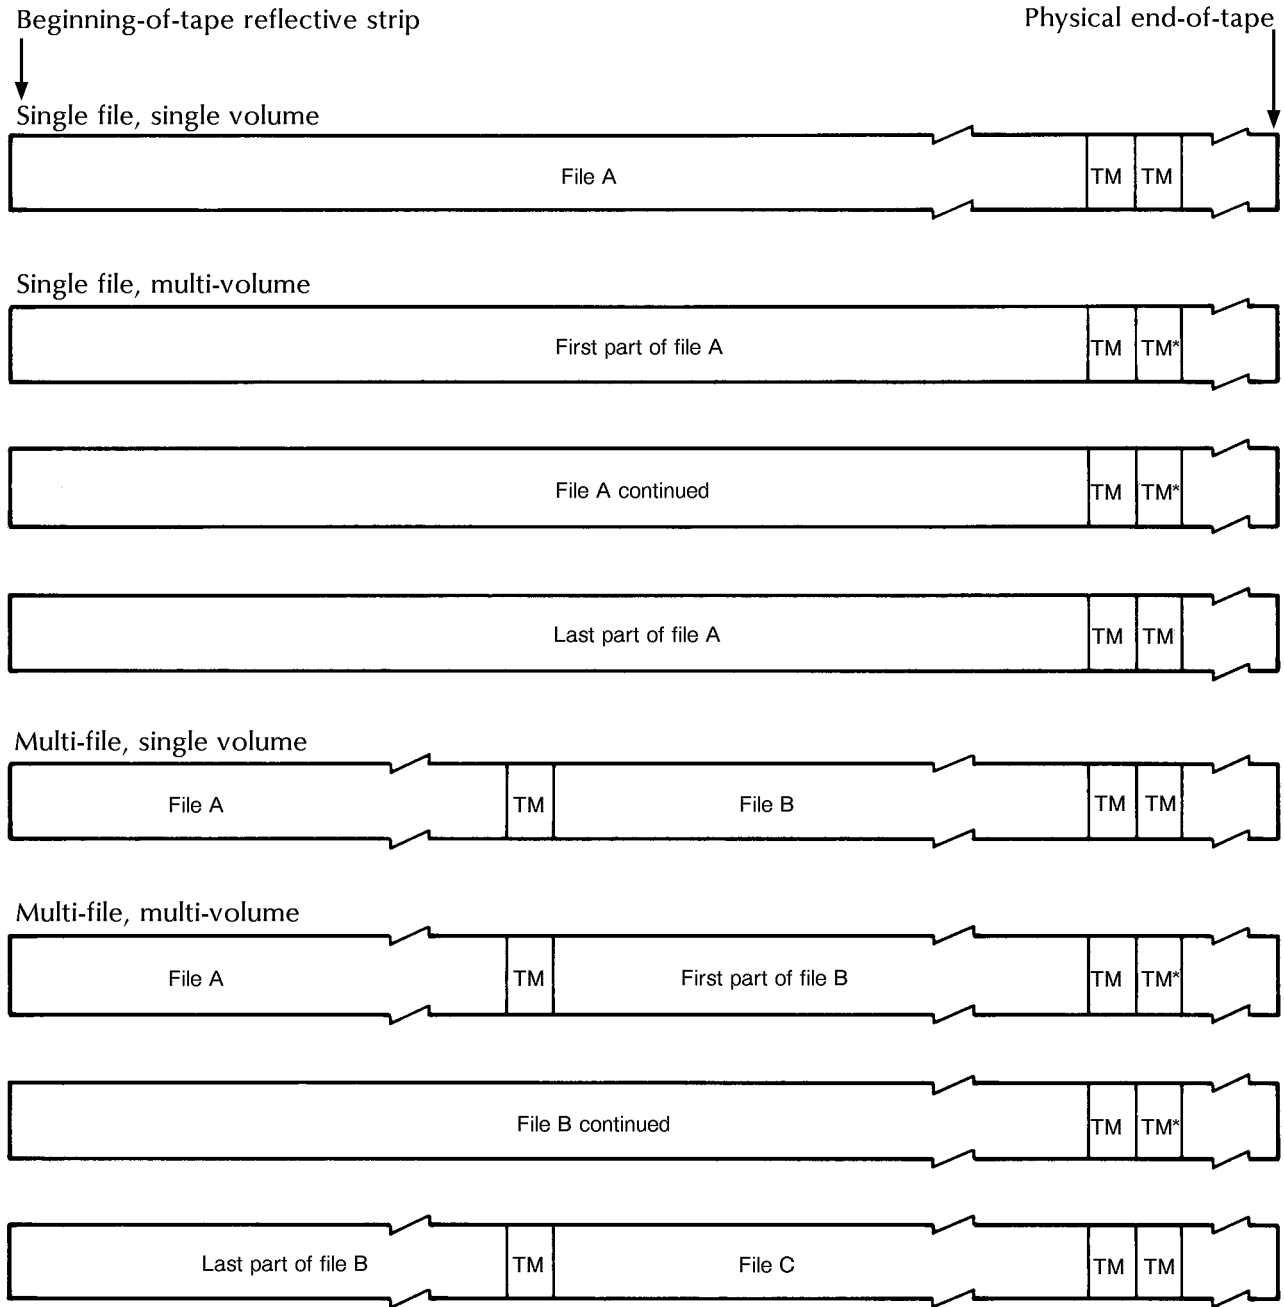 Beginning-of-tape reflective strip Physical end-of-tape
Single file, single volume
File A TM TM
Single file, multi-volume
First part of file A TM TM*
File A continued TM TM*
Last part of file A TM TM
Multi-file, single volume
File A TM File B TM TM
Multi-file, multi-volume
File A TM First part of file B TM TM*
File B continued TM TM*
Last part of file B TM File C TM TM